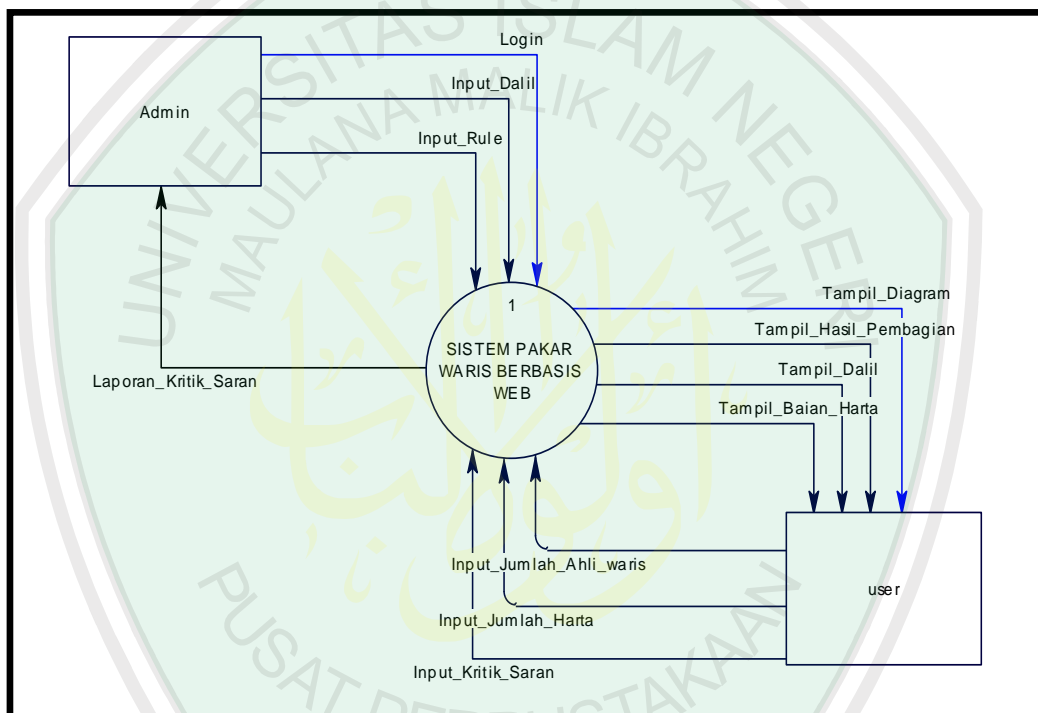 UNIVERSITAS ISLAM NEGERI
MAULANA MALIK IBRAHIM
Login
Input_Dalil
Admin
Input_Rule
1
SISTEM PAKAR
WARIS BERBASIS
WEB
Tampil_Diagram
Tampil_Hasil_Pembagian
Tampil_Dalil
Tampil_Baian_Harta
Laporan_Kritik_Saran
Input_Jumlah_Ahli_waris
user
Input_Jumlah_Harta
Input_Kritik_Saran
PUSAT PERPUSTAKAAN